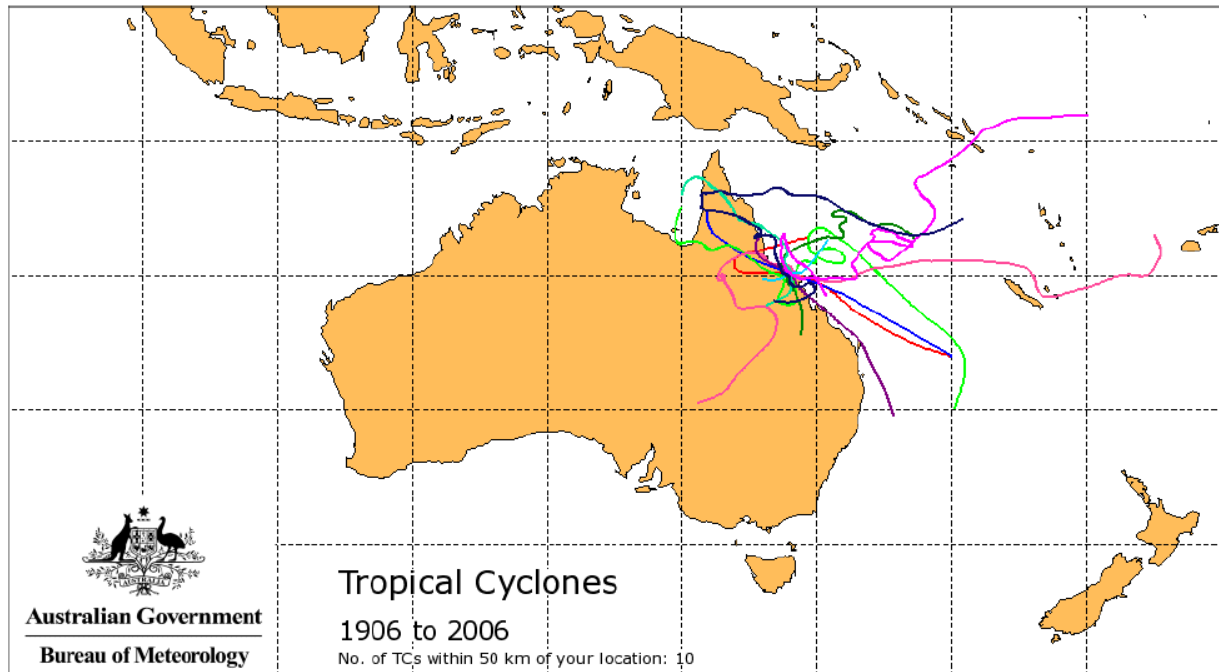 AUSTRALIA
Australian Government
Bureau of Meteorology
Tropical Cyclones
1906 to 2006
No. of TCs within 50 km of your location: 10